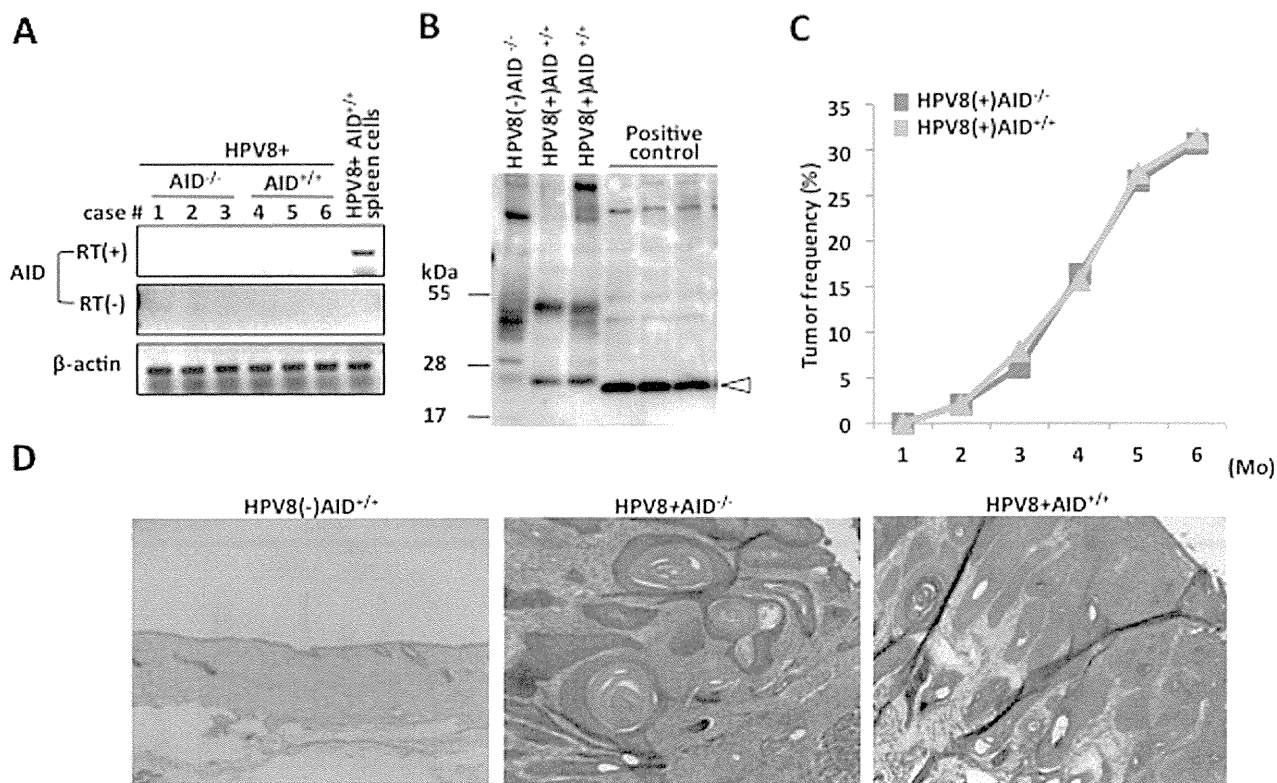 A
HPV8+
AID-/-
AID+/+
HPV8+ AID+/+
spleen cells
case # 1 2 3 4 5 6
AID
RT(+)
RT(-)
β-actin
B
HPV8(-)AID -/-
HPV8(+)AID +/+
HPV8(+)AID +/+
Positive
control
kDa
55
28
17
C
HPV8(+)AID-/-
HPV8(+)AID+/+
Tumor frequency (%)
35
30
25
20
15
10
5
0
1 2 3 4 5 6 (Mo)
D
HPV8(-)AID+/+
HPV8+AID-/-
HPV8+AID+/+